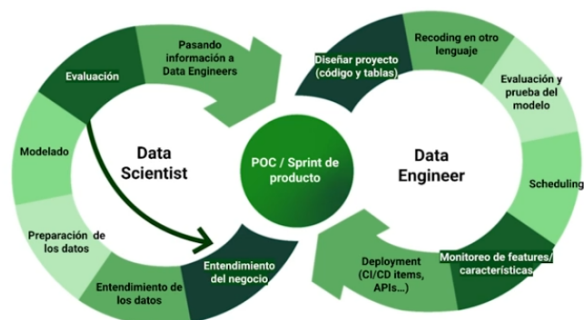 Pasando
información a
Data Engineers
Evaluación
Modelado
Preparación de
los datos
Entendimiento de
los datos
Entendimiento
del negocio
Data
Scientist
POC / Sprint de
producto
Diseñar proyecto
(código y tablas)
Recoding en otro
lenguaje
Evaluación y
prueba del
modelo
Scheduling
Monitoreo de features/
características
Deployment
(CI/CD items,
APIs...)
Data
Engineer